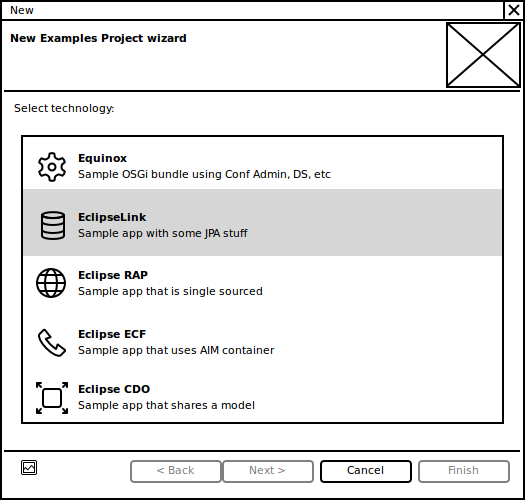 New
New Examples Project wizard
Select technology:
Equinox
Sample OSGi bundle using Conf Admin, DS, etc
EclipseLink
Sample app with some JPA stuff
Eclipse RAP
Sample app that is single sourced
Eclipse ECF
Sample app that uses AIM container
Eclipse CDO
Sample app that shares a model
< Back Next > Cancel Finish